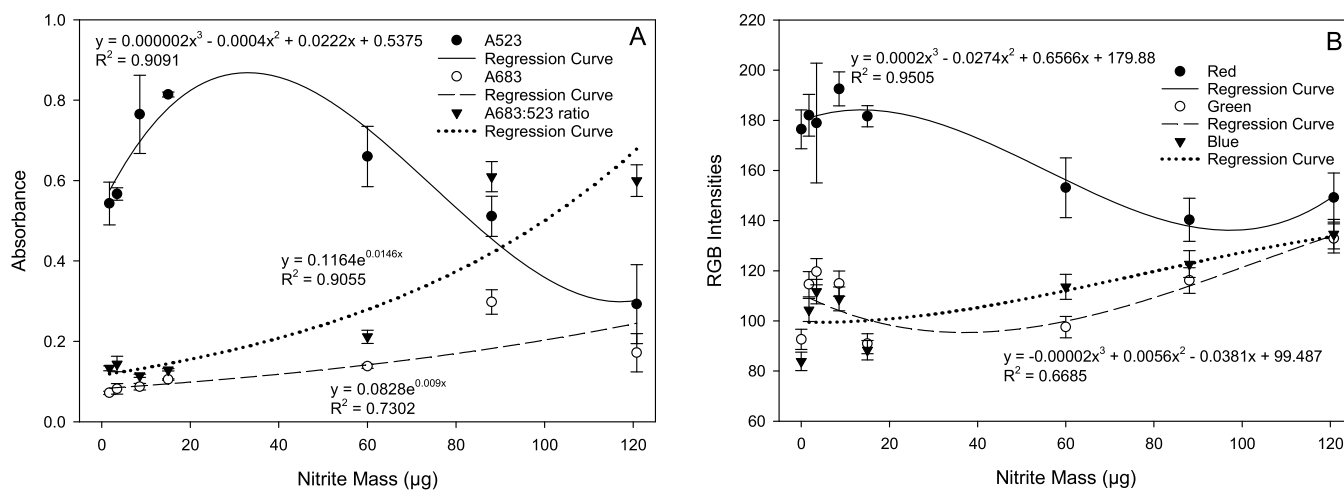 A
y = 0.000002x³ - 0.0004x² + 0.0222x + 0.5375
R² = 0.9091
A523
Regression Curve
A683
Regression Curve
A683:523 ratio
Regression Curve
y = 0.1164e^0.0146x
R² = 0.9055
y = 0.0828e^0.009x
R² = 0.7302
Absorbance
1.0
0.8
0.6
0.4
0.2
0.0
0 20 40 60 80 100 120
Nitrite Mass (µg)
B
y = 0.0002x³ - 0.0274x² + 0.6566x + 179.88
R² = 0.9505
Red
Regression Curve
Green
Regression Curve
Blue
Regression Curve
y = -0.00002x³ + 0.0056x² - 0.0381x + 99.487
R² = 0.6685
RGB Intensities
220
200
180
160
140
120
100
80
60
0 20 40 60 80 100 120
Nitrite Mass (µg)